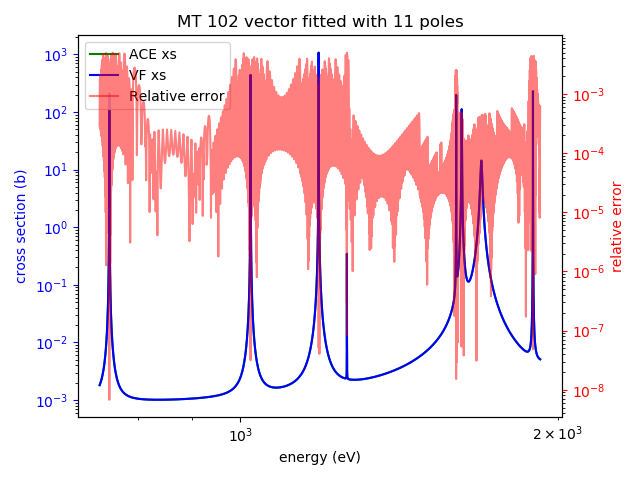 MT 102 vector fitted with 11 poles
ACE xs
VF xs
Relative error
10³
10²
10¹
10⁰
10⁻¹
10⁻²
10⁻³
cross section (b)
10⁻³
10⁻⁴
10⁻⁵
10⁻⁶
10⁻⁷
10⁻⁸
relative error
10³
2 × 10³
energy (eV)